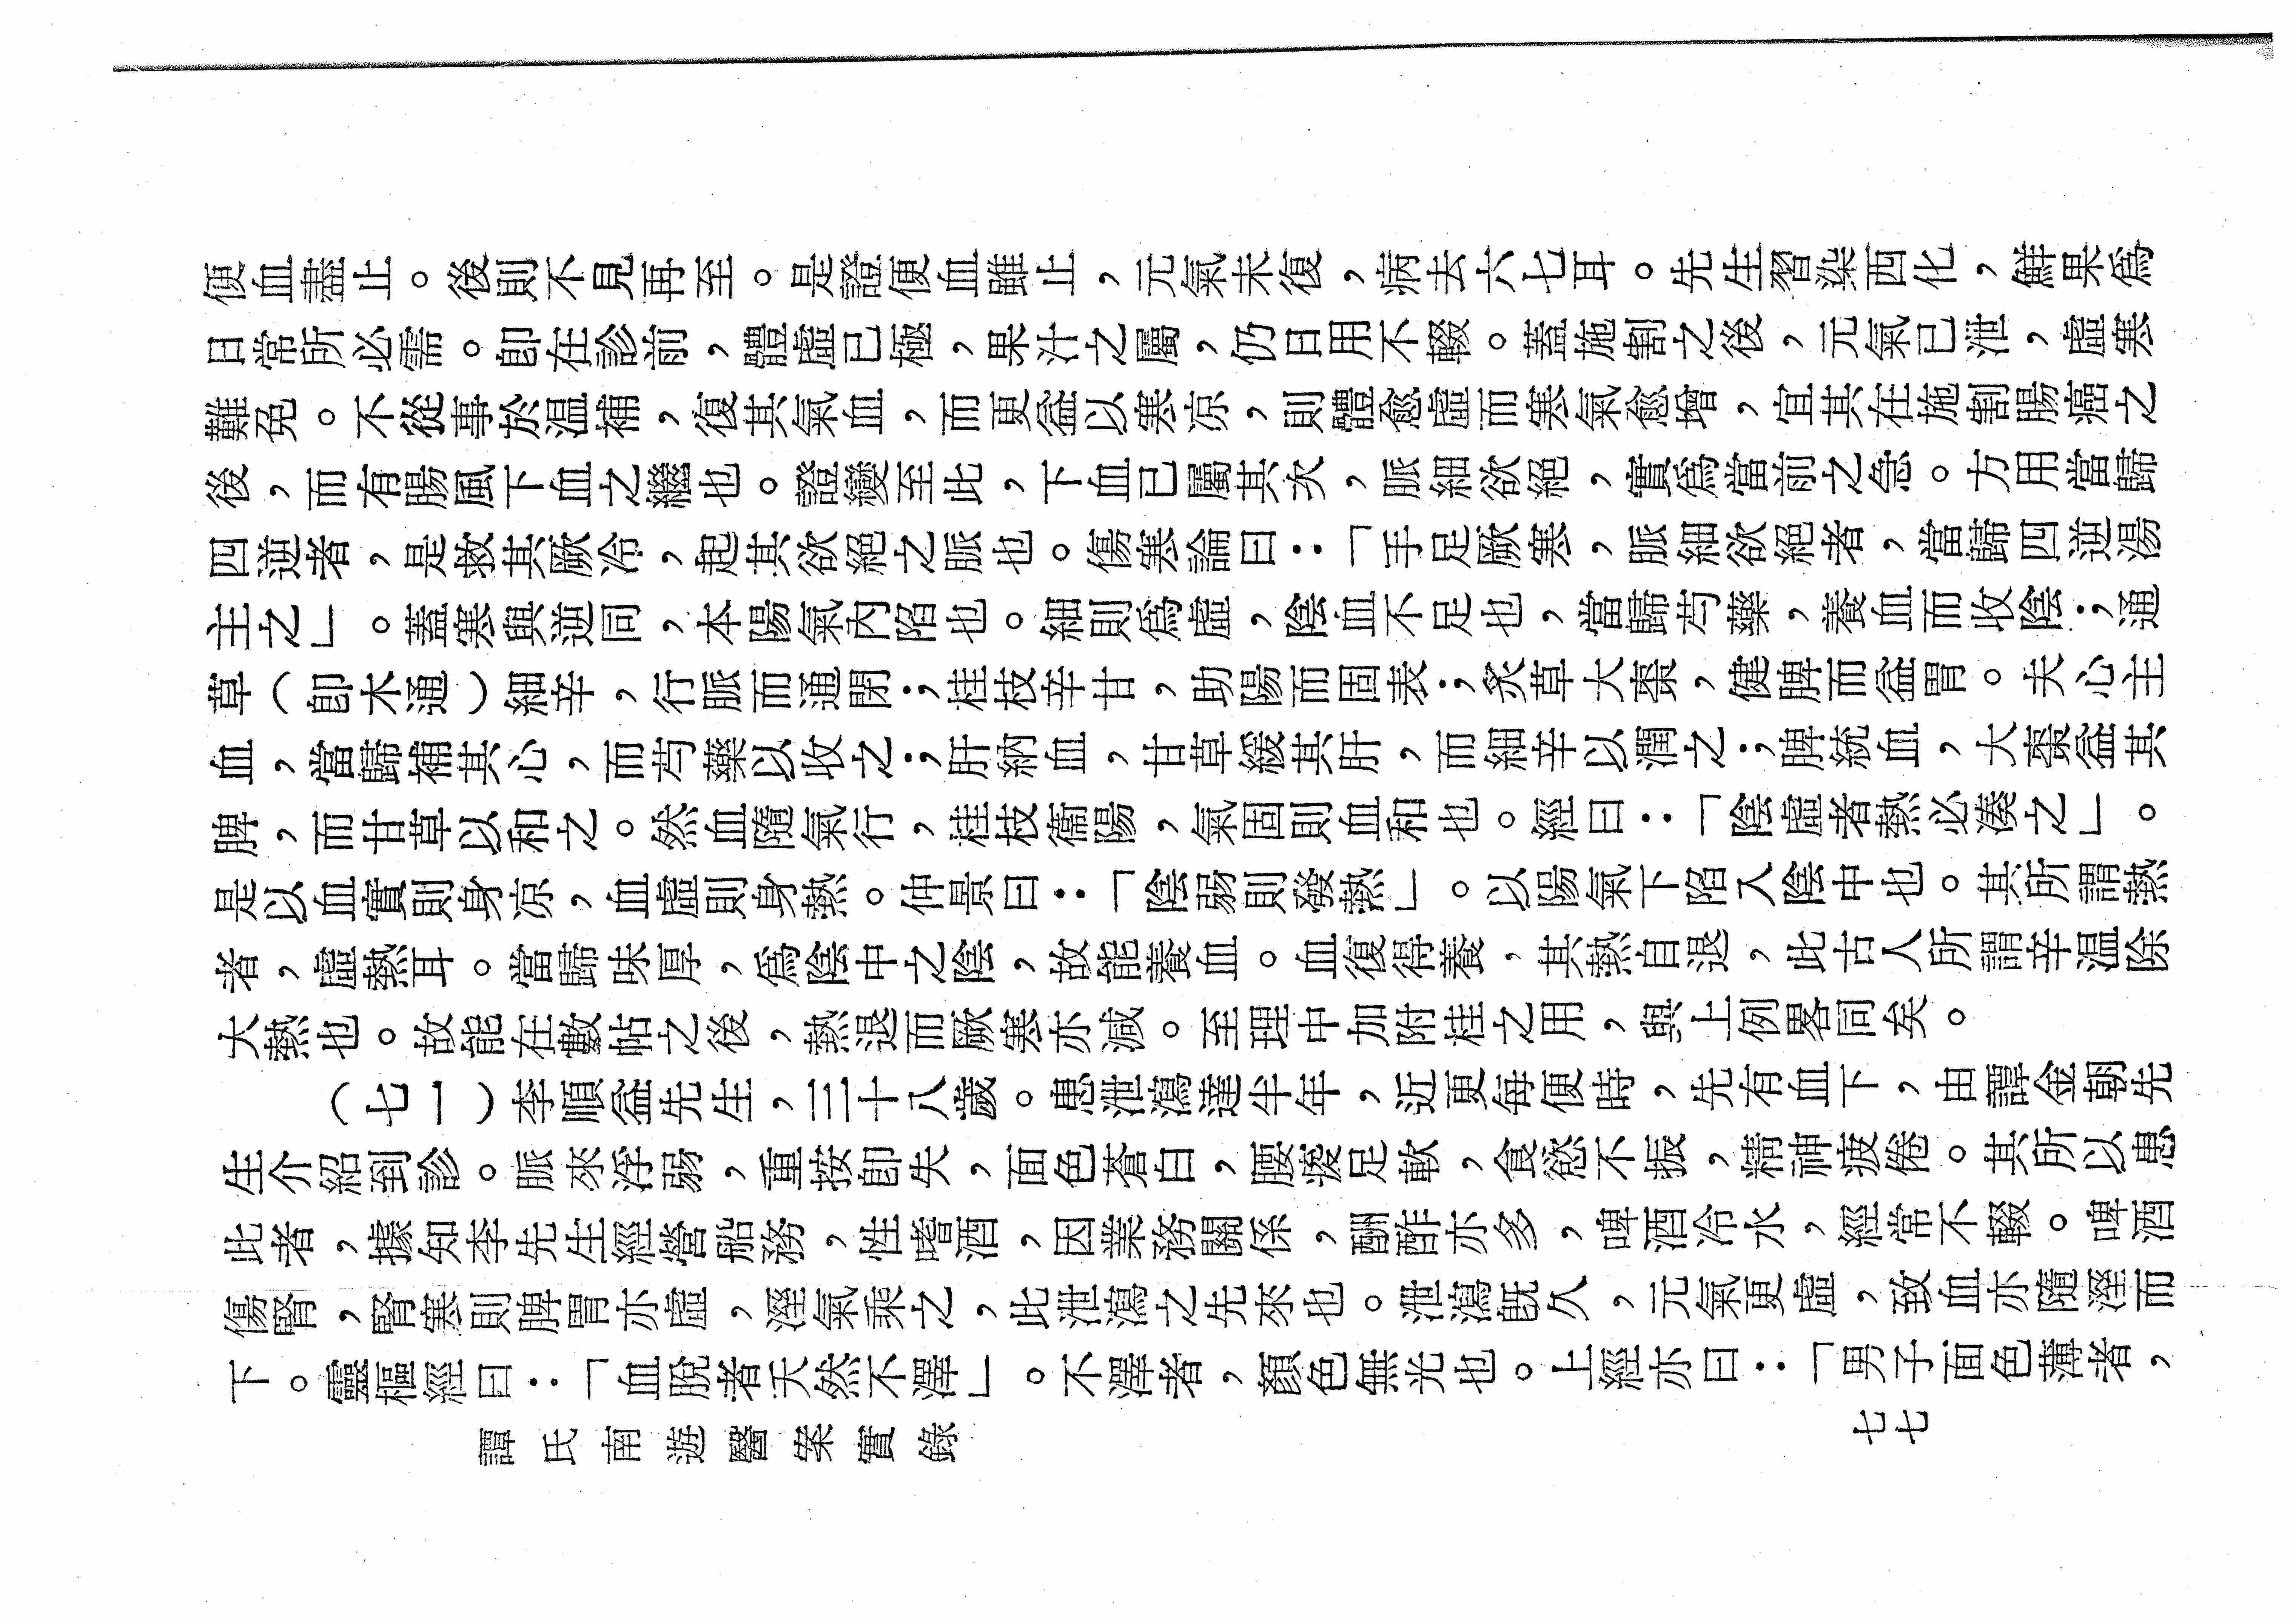 便血盡止。後則不見再至。是證便血雖止，元氣未復，病去六七耳。先生習染西化，鮮果爲
日常所必需。卽在診前，體虛已極，果汁之屬，仍日用不輟。蓋施割之後，元氣已泄，虛寒
難免。不從事於温補，復其氣血，而更益以寒凉，則體愈虛而寒氣愈增，宜其在施割腸癌之
後，而有腸風下血之繼也。證變至此，下血已屬其次，脈細欲絕，實爲當前之急。方用當歸
四逆者，是救其厥冷，起其欲絕之脈也。傷寒論曰：「手足厥寒，脈細欲絕者，當歸四逆湯
主之」。蓋寒與逆同，本陽氣內陷也。細則爲虛，陰血不足也，當歸芍藥，養血而收陰；通
草（卽木通）細辛，行脈而通閉；桂枝辛甘，助陽而固表；炙草大棗，健脾而益胃。夫心主
血，當歸補其心，而芍藥以收之；肝納血，甘草緩其肝，而細辛以潤之；脾統血，大棗益其
脾，而甘草以和之。然血隨氣行，桂枝衞陽，氣固則血和也。經曰：「陰虛者熱必湊之」。
是以血實則身凉，血虛則身熱。仲景曰：「陰弱則發熱」。以陽氣下陷入陰中也。其所謂熱
者，虛熱耳。當歸味厚，爲陰中之陰，故能養血。血復得養，其熱自退，此古人所謂辛温除
大熱也。故能在數帖之後，熱退而厥寒亦減。至理中加附桂之用，與上例畧同矣。
（七一）李順益先生，三十八歲。患泄瀉達半年，近更每便時，先有血下，由譚金朝先
生介紹到診。脈來浮弱，重按卽失，面色蒼白，腰痠足軟，食慾不振，精神疲倦。其所以患
此者，據知李先生經營船務，性嗜酒，因業務關係，酬酢亦多，啤酒冷水，經常不輟。啤酒
傷腎，腎寒則脾胃亦虛，溼氣乘之，此泄瀉之先來也。泄瀉旣久，元氣更虛，致血亦隨溼而
下。靈樞經曰：「血脫者夭然不澤」。不澤者，顏色無光也。上經亦曰：「男子面色薄者，
譚氏南遊醫案實錄
七七